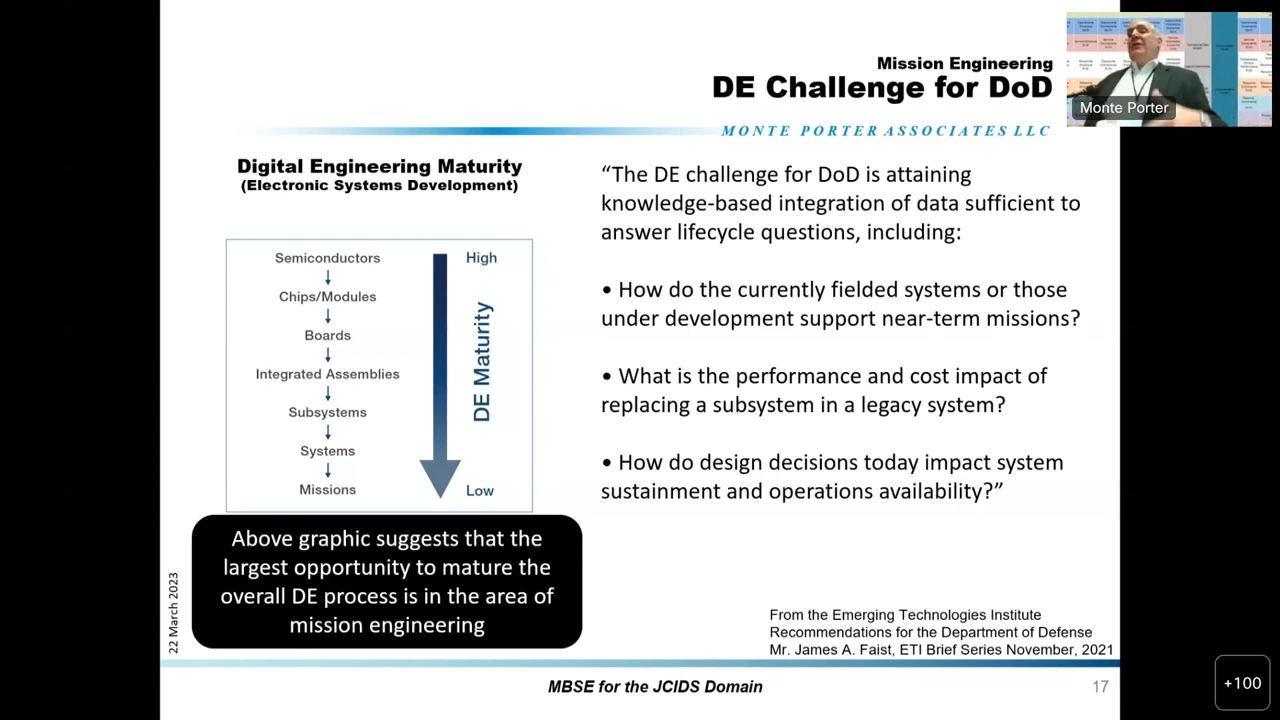 Mission Engineering
DE Challenge for DoD
MONTE PORTER ASSOCIATES LLC
Monte Porter
Digital Engineering Maturity
(Electronic Systems Development)
Semiconductors
Chips/Modules
Boards
Integrated Assemblies
Subsystems
Systems
Missions
High
DE Maturity
Low
Above graphic suggests that the
largest opportunity to mature the
overall DE process is in the area of
mission engineering
“The DE challenge for DoD is attaining
knowledge-based integration of data sufficient to
answer lifecycle questions, including:
• How do the currently fielded systems or those
under development support near-term missions?
• What is the performance and cost impact of
replacing a subsystem in a legacy system?
• How do design decisions today impact system
sustainment and operations availability?”
From the Emerging Technologies Institute
Recommendations for the Department of Defense
Mr. James A. Faist, ETI Brief Series November, 2021
22 March 2023
MBSE for the JCIDS Domain
17
+100